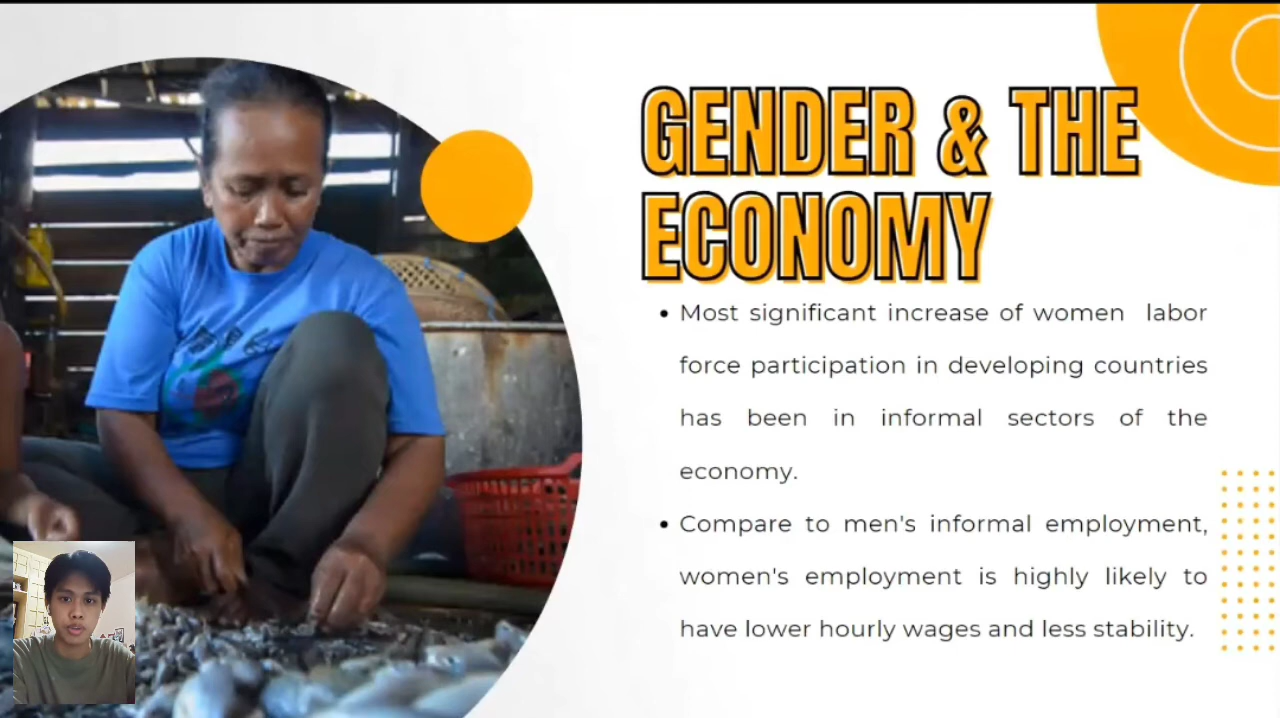 GENDER & THE
ECONOMY
• Most significant increase of women labor
force participation in developing countries
has been in informal sectors of the
economy.
• Compare to men's informal employment,
women's employment is highly likely to
have lower hourly wages and less stability.